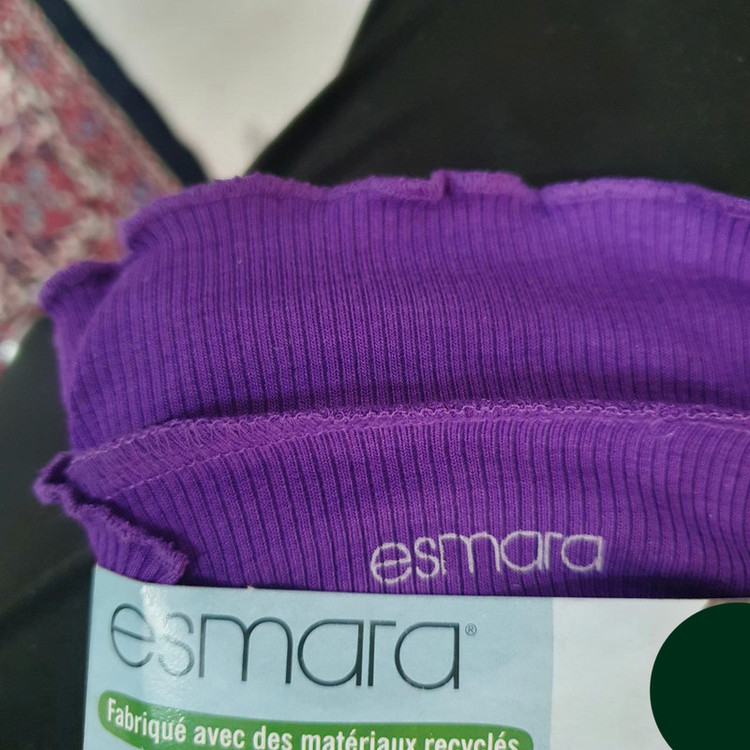 esmara
esmara®
Fabriqué avec des matériaux recyclés